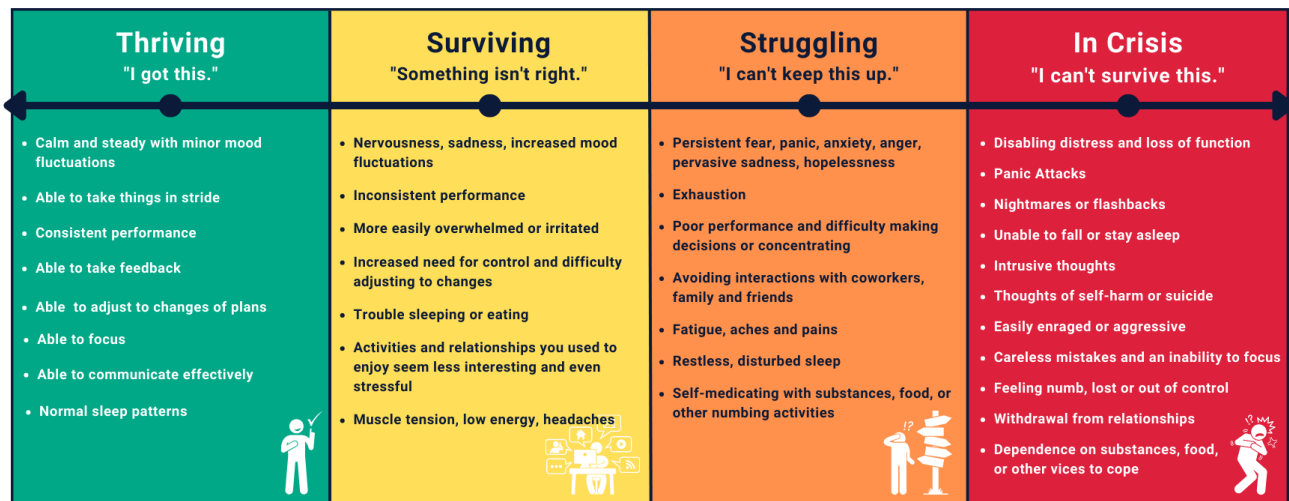 Thriving
"I got this."
• Calm and steady with minor mood
fluctuations
• Able to take things in stride
• Consistent performance
• Able to take feedback
• Able  to adjust to changes of plans
• Able to focus
• Able to communicate effectively
• Normal sleep patterns
Surviving
"Something isn't right."
• Nervousness, sadness, increased mood
fluctuations
• Inconsistent performance
• More easily overwhelmed or irritated
• Increased need for control and difficulty
adjusting to changes
• Trouble sleeping or eating
• Activities and relationships you used to
enjoy seem less interesting and even
stressful
• Muscle tension, low energy, headaches
Struggling
"I can't keep this up."
• Persistent fear, panic, anxiety, anger,
pervasive sadness, hopelessness
• Exhaustion
• Poor performance and difficulty making
decisions or concentrating
• Avoiding interactions with coworkers,
family and friends
• Fatigue, aches and pains
• Restless, disturbed sleep
• Self-medicating with substances, food, or
other numbing activities
!?
In Crisis
"I can't survive this."
• Disabling distress and loss of function
• Panic Attacks
• Nightmares or flashbacks
• Unable to fall or stay asleep
• Intrusive thoughts
• Thoughts of self-harm or suicide
• Easily enraged or aggressive
• Careless mistakes and an inability to focus
• Feeling numb, lost or out of control
• Withdrawal from relationships
• Dependence on substances, food,
or other vices to cope
!?